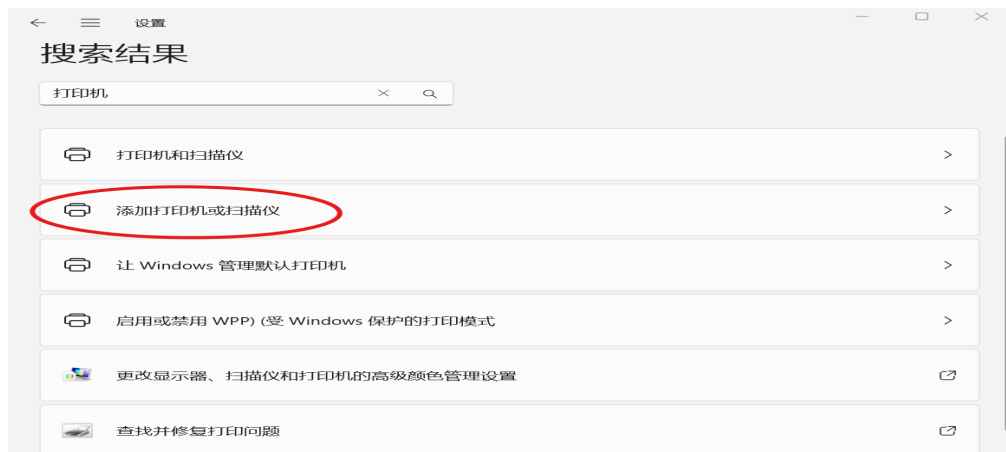 设置
搜索结果
打印机
打印机和扫描仪
添加打印机或扫描仪
让 Windows 管理默认打印机
启用或禁用 WPP) (受 Windows 保护的打印模式
更改显示器、扫描仪和打印机的高级颜色管理设置
查找并修复打印问题